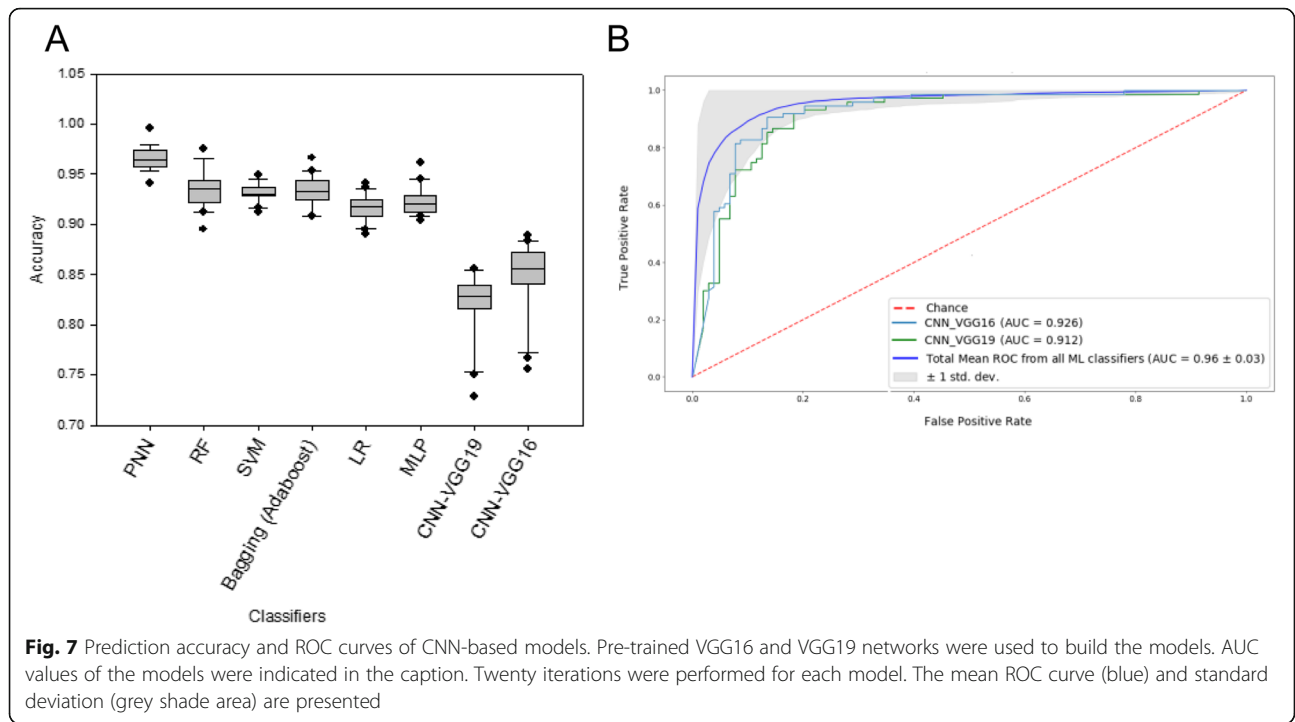 A
1.05
1.00
0.95
0.90
0.85
0.80
0.75
0.70
Accuracy
PNN
RF
SVM
Bagging (Adaboost)
LR
MLP
CNN-VGG19
CNN-VGG16
Classifiers
B
1.0
0.8
0.6
0.4
0.2
0.0
True Positive Rate
Chance
CNN_VGG16 (AUC = 0.926)
CNN_VGG19 (AUC = 0.912)
Total Mean ROC from all ML classifiers (AUC = 0.96 ± 0.03)
± 1 std. dev.
0.0
0.2
0.4
0.6
0.8
1.0
False Positive Rate
Fig. 7 Prediction accuracy and ROC curves of CNN-based models. Pre-trained VGG16 and VGG19 networks were used to build the models. AUC
values of the models were indicated in the caption. Twenty iterations were performed for each model. The mean ROC curve (blue) and standard
deviation (grey shade area) are presented